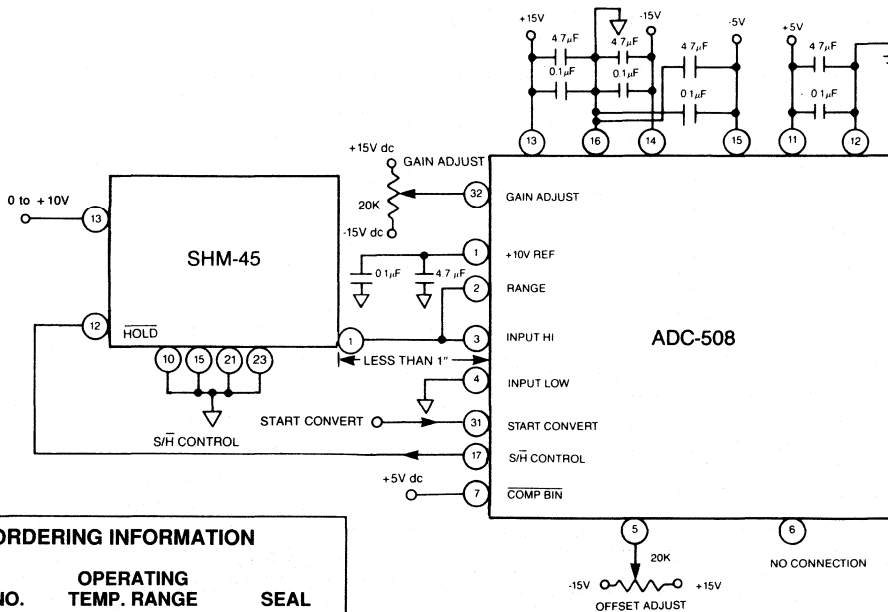 +15V
-15V
-5V
+5V
4.7µF
4.7µF
4 7µF
4 7µF
0.1µF
0.1µF
0 1µF
0 1µF
13
16
14
15
11
12
+15V dc
GAIN ADJUST
20K
-15V dc
32
GAIN ADJUST
0 to +10V
13
SHM-45
12
HOLD
10
15
21
23
1
S/H CONTROL
0 1µF
4.7 µF
1
+10V REF
2
RANGE
3
INPUT HI
LESS THAN 1"
4
INPUT LOW
START CONVERT
31
START CONVERT
17
S/H CONTROL
+5V dc
7
COMP BIN
ADC-508
5
6
20K
NO CONNECTION
-15V
+15V
OFFSET ADJUST
ORDERING INFORMATION
OPERATING
NO. TEMP. RANGE SEAL